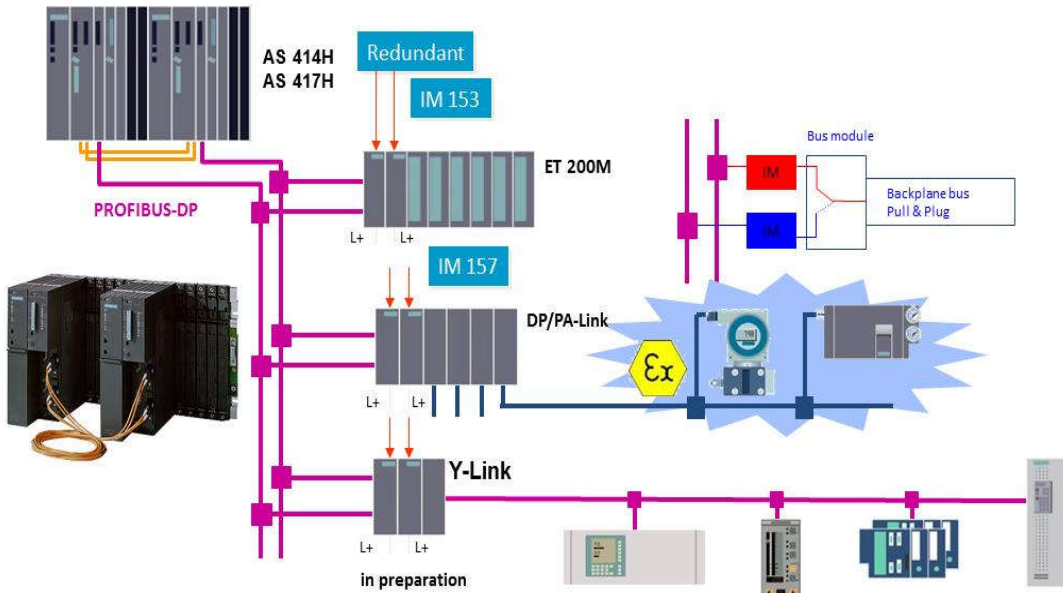 AS 414H
AS 417H
Redundant
IM 153
ET 200M
PROFIBUS-DP
L+
L+
Bus module
IM
IM
Backplane bus
Pull & Plug
IM 157
DP/PA-Link
Ex
L+
L+
Y-Link
L+
L+
in preparation